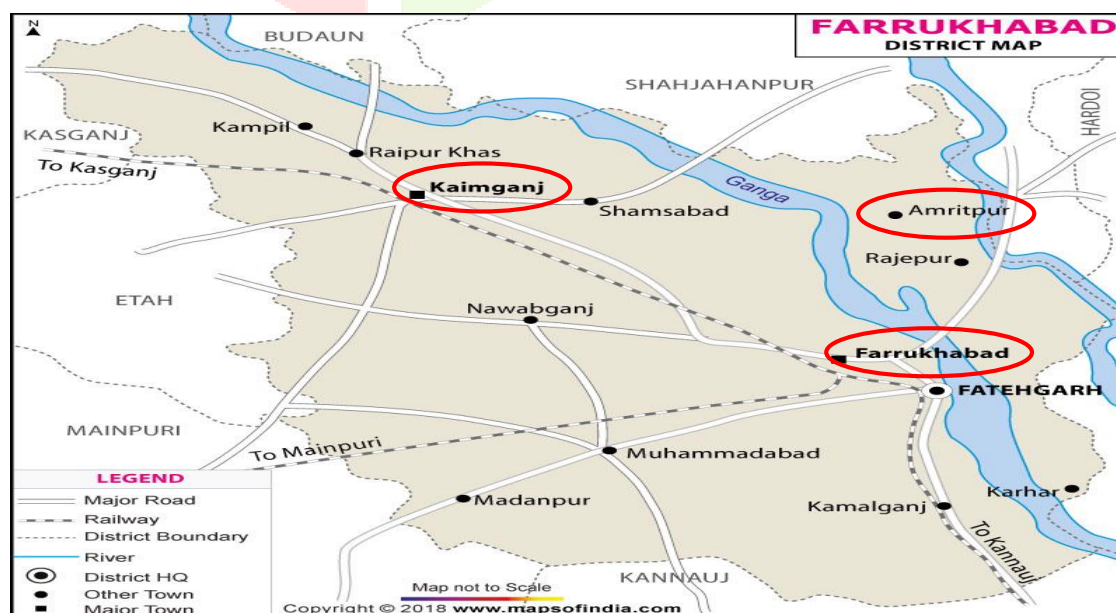 N
FARRUKHABAD
DISTRICT MAP
BUDAUN
SHAHJAHANPUR
HARDOI
KASGANJ
To Kasganj
Kampil
Raipur Khas
Kaimganj
Shamsabad
Ganga
Amritpur
Rajepur
ETAH
Nawabganj
Farrukhabad
FATEHGARH
MAINPURI
To Mainpuri
Muhammadabad
Madanpur
Kamalganj
Karhar
To Kannauj
KANNAUJ
LEGEND
Major Road
Railway
District Boundary
River
District HQ
Other Town
Major Town
Map not to Scale
Copyright © 2018 www.mapsofindia.com